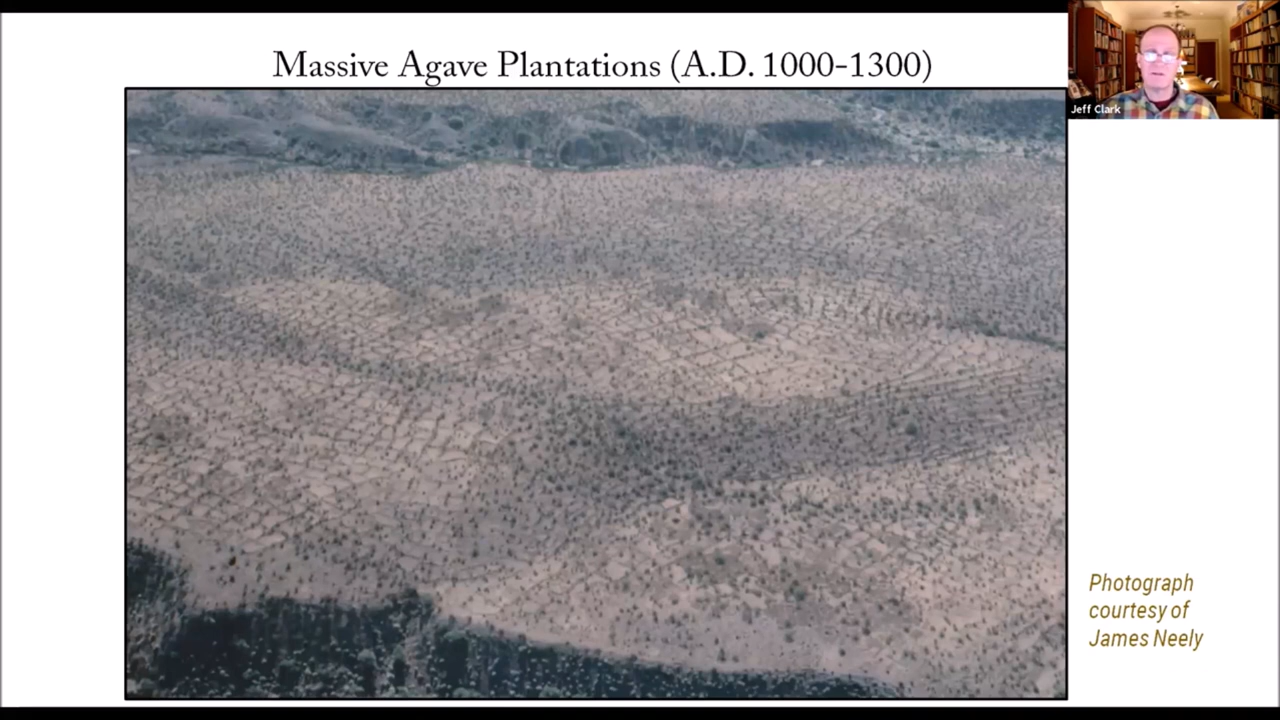 Massive Agave Plantations (A.D. 1000-1300)
Jeff Clark
Photograph
courtesy of
James Neely